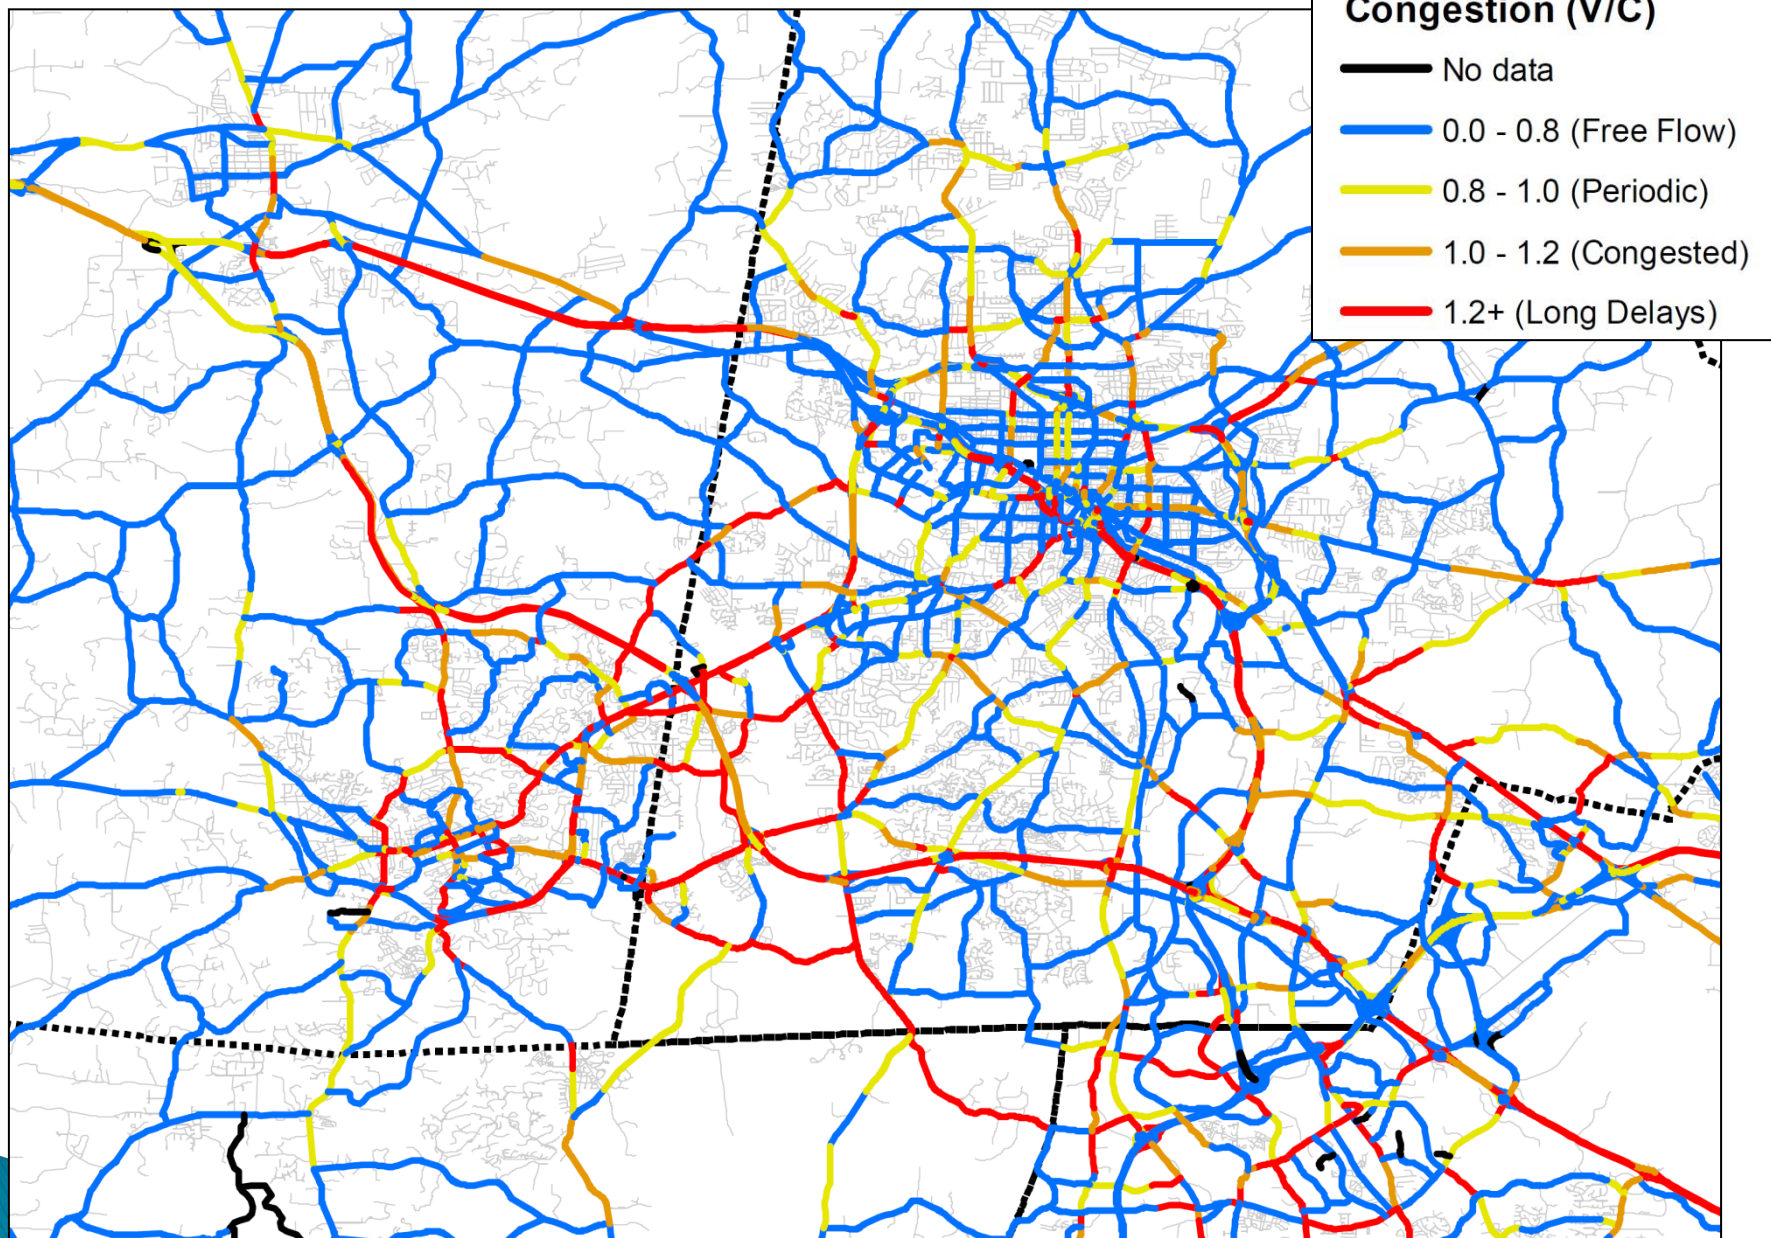 Congestion (V/C)
No data
0.0 - 0.8 (Free Flow)
0.8 - 1.0 (Periodic)
1.0 - 1.2 (Congested)
1.2+ (Long Delays)